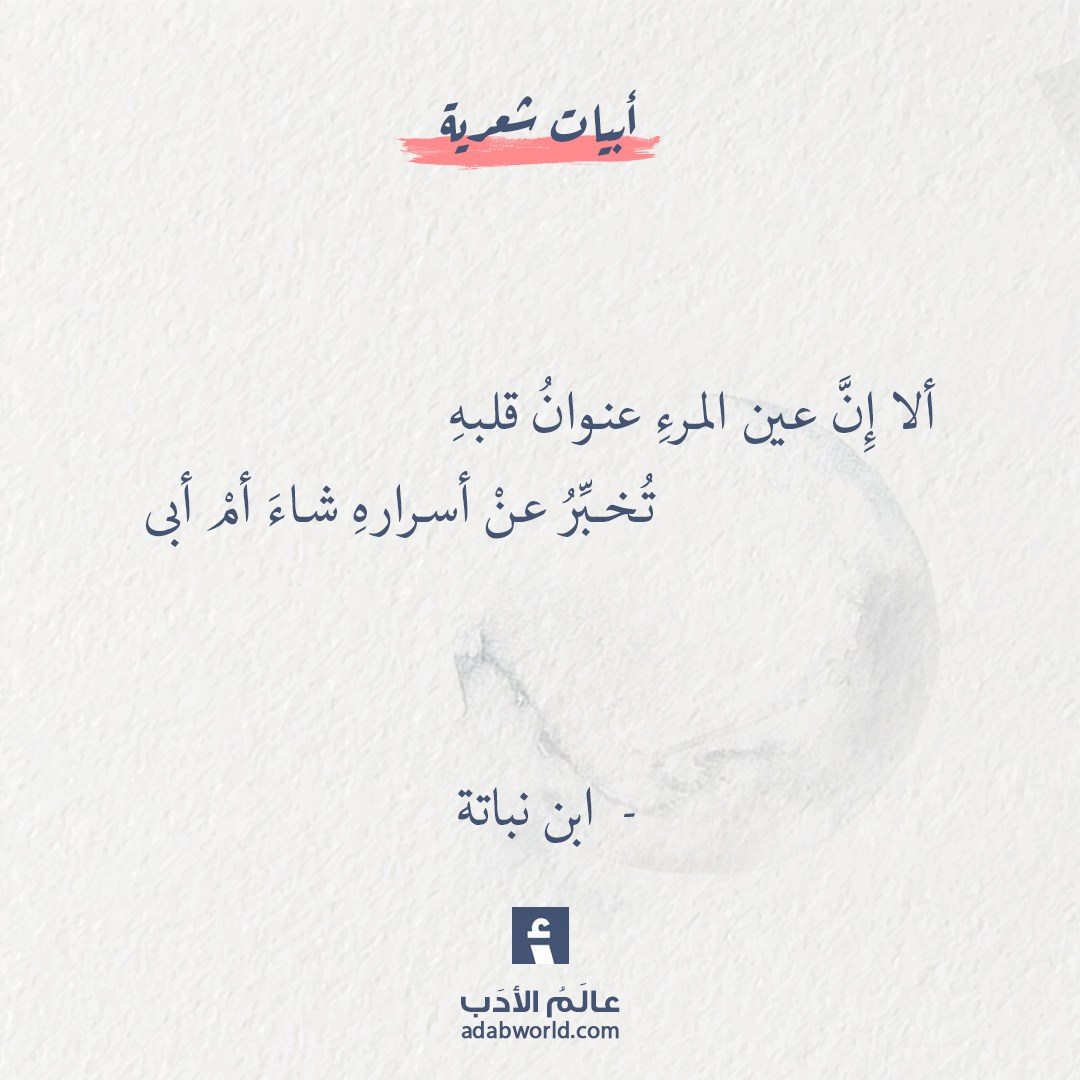 أبيات شعرية
ألا إِنَّ عين المرءِ عنوانُ قلبهِ
تُخبِّرُ عنْ أسرارهِ شاءَ أمْ أبى
- ابن نباتة
أ
عالَمُ الأدَب
adabworld.com